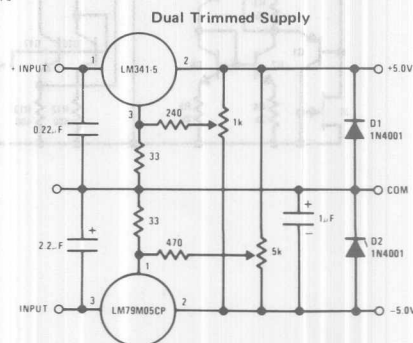 Dual Trimmed Supply
+ INPUT
1
LM341-5
2
+5.0V
3
240
1k
D1
1N4001
0.22µF
33
COM
+
1µF
−
33
+
2.2µF
470
5k
D2
1N4001
1
INPUT
3
LM79M05CP
2
−5.0V